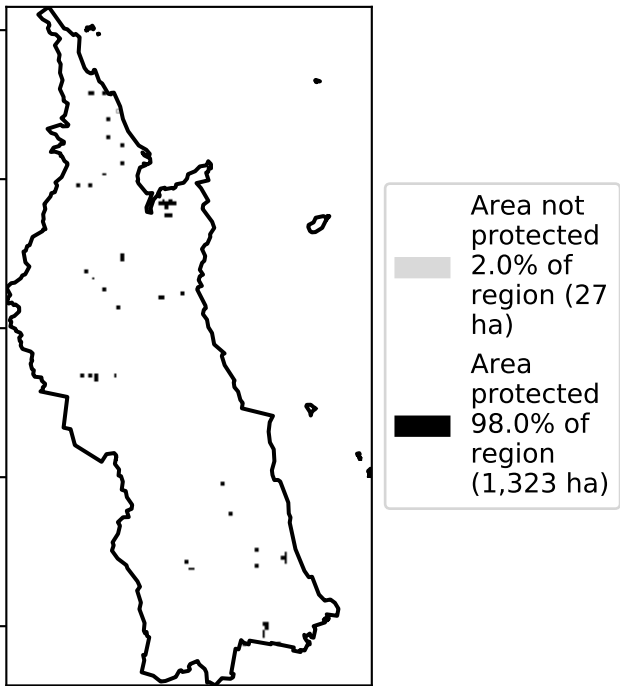 Area not
protected
2.0% of
region (27
ha)
Area
protected
98.0% of
region
(1,323 ha)